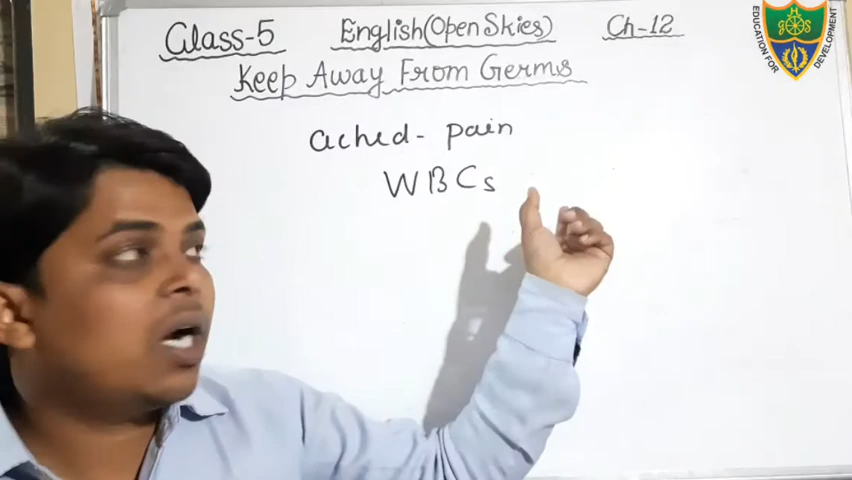 Class-5 English(Open Skies) Ch-12
Keep Away From Germs
ached- pain
WBCs
EDUCATION FOR DEVELOPMENT
H
G S